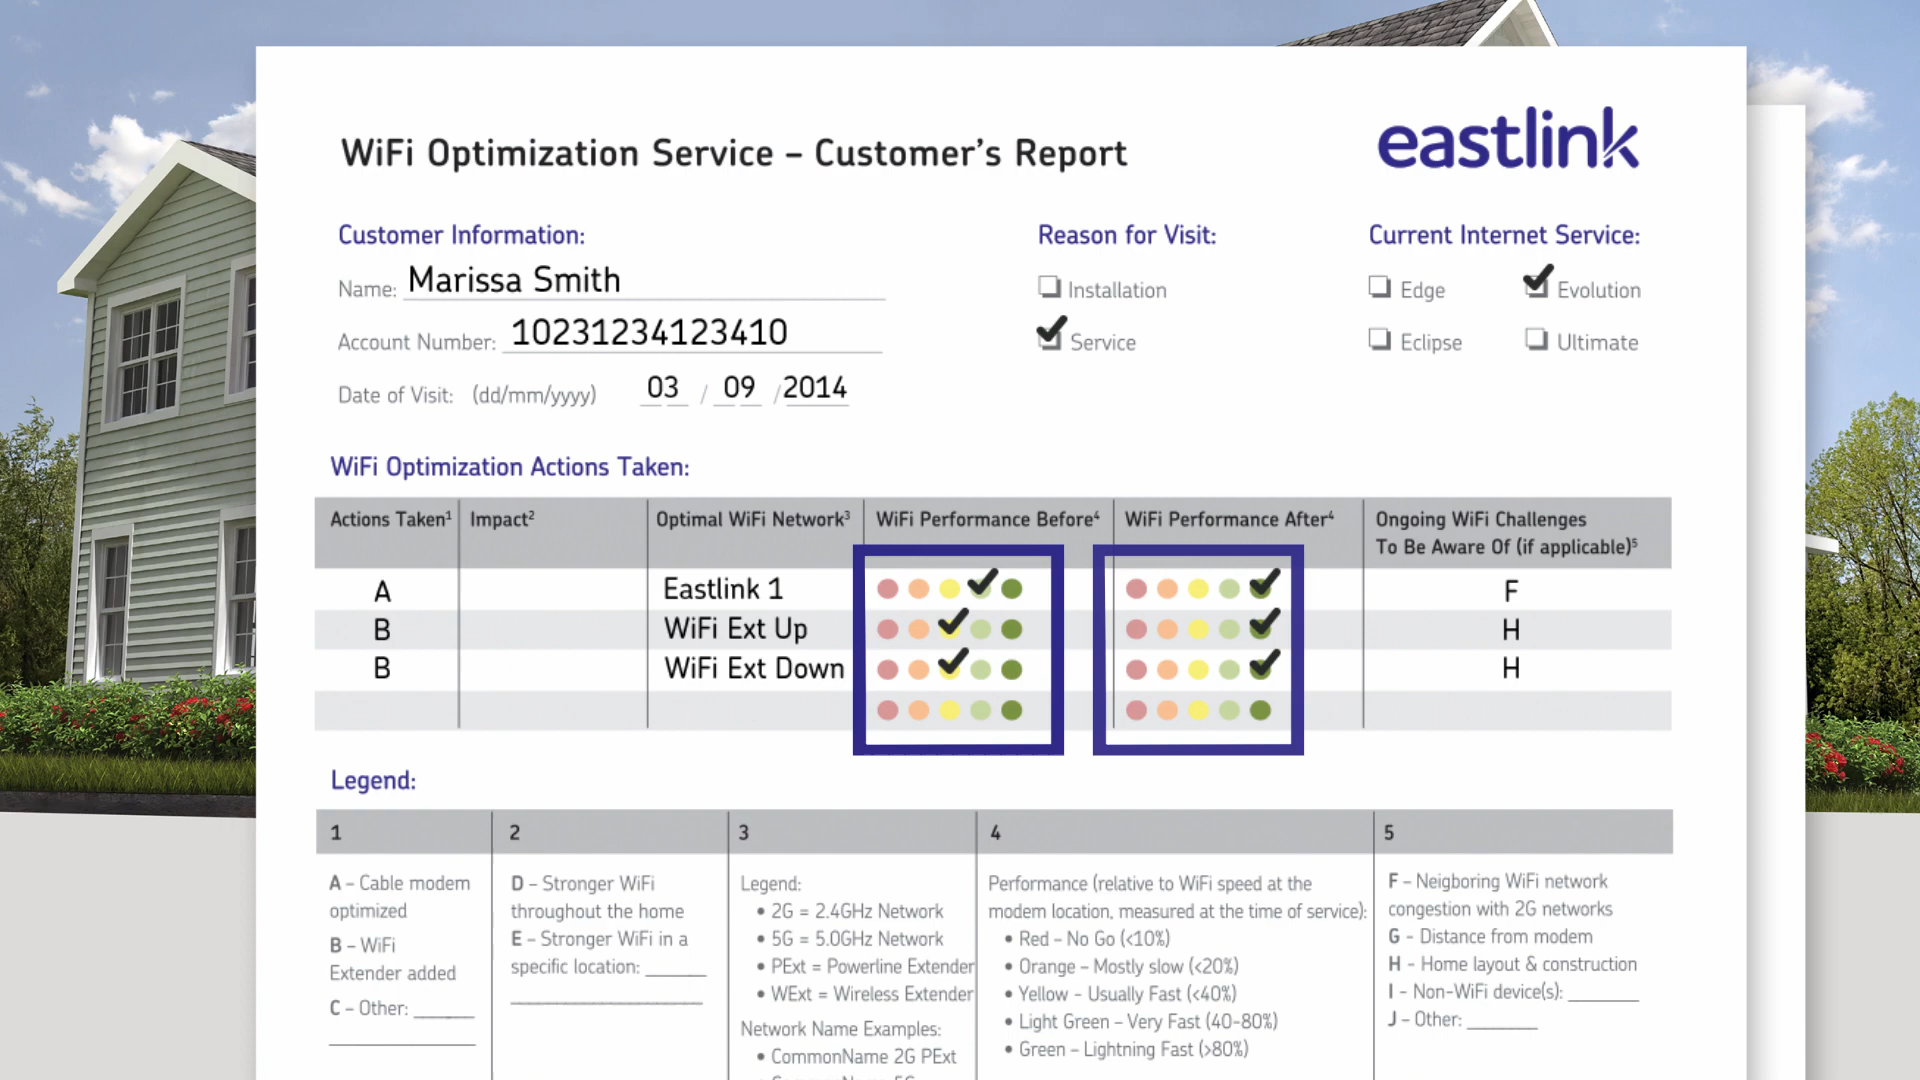 WiFi Optimization Service – Customer's Report
eastlink
Customer Information:
Name: Marissa Smith
Account Number: 10231234123410
Date of Visit: (dd/mm/yyyy) 03 / 09 / 2014
Reason for Visit:
Installation
Service
Current Internet Service:
Edge Evolution
Eclipse Ultimate
WiFi Optimization Actions Taken:
Actions Taken¹ Impact² Optimal WiFi Network³ WiFi Performance Before⁴ WiFi Performance After⁴ Ongoing WiFi Challenges
To Be Aware Of (if applicable)⁵
A Eastlink 1 F
B WiFi Ext Up H
B WiFi Ext Down H
Legend:
1 2 3 4 5
A – Cable modem
optimized
B – WiFi
Extender added
C – Other:
D – Stronger WiFi
throughout the home
E – Stronger WiFi in a
specific location:
Legend:
• 2G = 2.4GHz Network
• 5G = 5.0GHz Network
• PExt = Powerline Extender
• WExt = Wireless Extender
Network Name Examples:
• CommonName 2G PExt
Performance (relative to WiFi speed at the
modem location, measured at the time of service):
• Red – No Go (<10%)
• Orange – Mostly slow (<20%)
• Yellow – Usually Fast (<40%)
• Light Green – Very Fast (40-80%)
• Green – Lightning Fast (>80%)
F – Neigboring WiFi network
congestion with 2G networks
G – Distance from modem
H – Home layout & construction
I – Non-WiFi device(s):
J – Other: